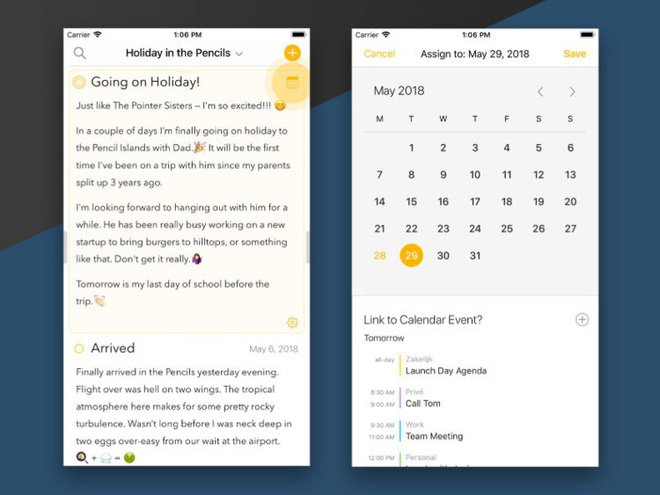 Carrier 1:06 PM
Holiday in the Pencils
Going on Holiday!
Just like The Pointer Sisters – I'm so excited!!! 😀
In a couple of days I'm finally going on holiday to
the Pencil Islands with Dad.🎉 It will be the first
time I've been on a trip with him since my parents
split up 3 years ago.
I'm looking forward to hanging out with him for a
while. He has been really busy working on a new
startup to bring burgers to hilltops, or something
like that. Don't get it really.🤷🏻‍♀️
Tomorrow is my last day of school before the
trip.👏🏻
Arrived May 6, 2018
Finally arrived in the Pencils yesterday evening.
Flight over was hell on two wings. The tropical
atmosphere here makes for some pretty rocky
turbulence. Wasn't long before I was neck deep in
two eggs over-easy from our wait at the airport.
🍳 + 🌧 = 🤢
Carrier 1:06 PM
Cancel Assign to: May 29, 2018 Save
May 2018
M T W T F S S
1 2 3 4 5 6
7 8 9 10 11 12 13
14 15 16 17 18 19 20
21 22 23 24 25 26 27
28 29 30 31
Link to Calendar Event?
Tomorrow
all-day Zakelijk
Launch Day Agenda
8:30 AM Privé
9:00 AM Call Tom
9:30 AM Work
11:00 AM Team Meeting
12:00 PM Personal